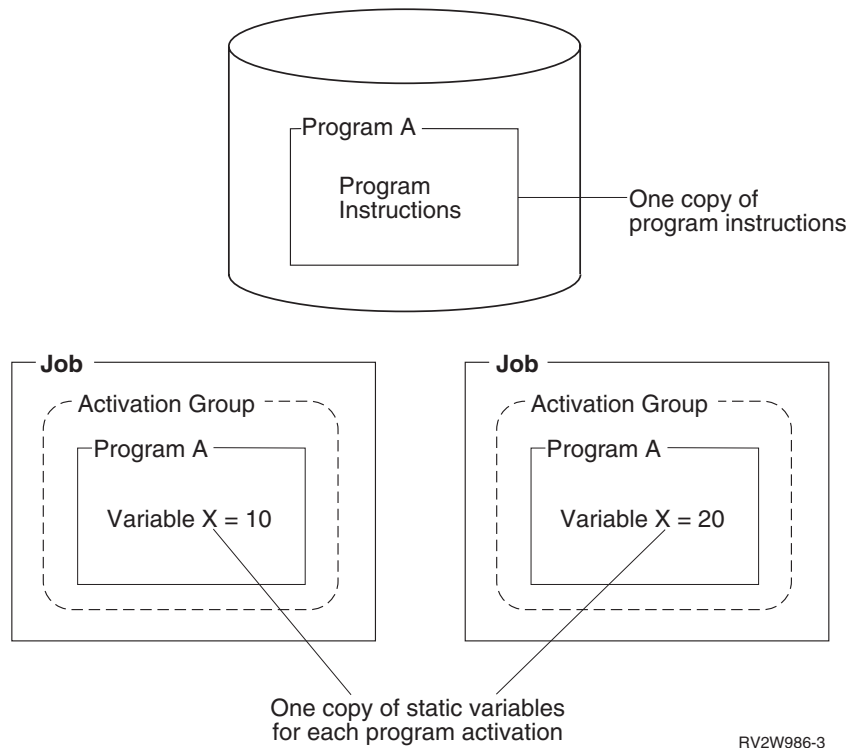 Program A
Program
Instructions
One copy of
program instructions
Job
Activation Group
Program A
Variable X = 10
Job
Activation Group
Program A
Variable X = 20
One copy of static variables
for each program activation
RV2W986-3